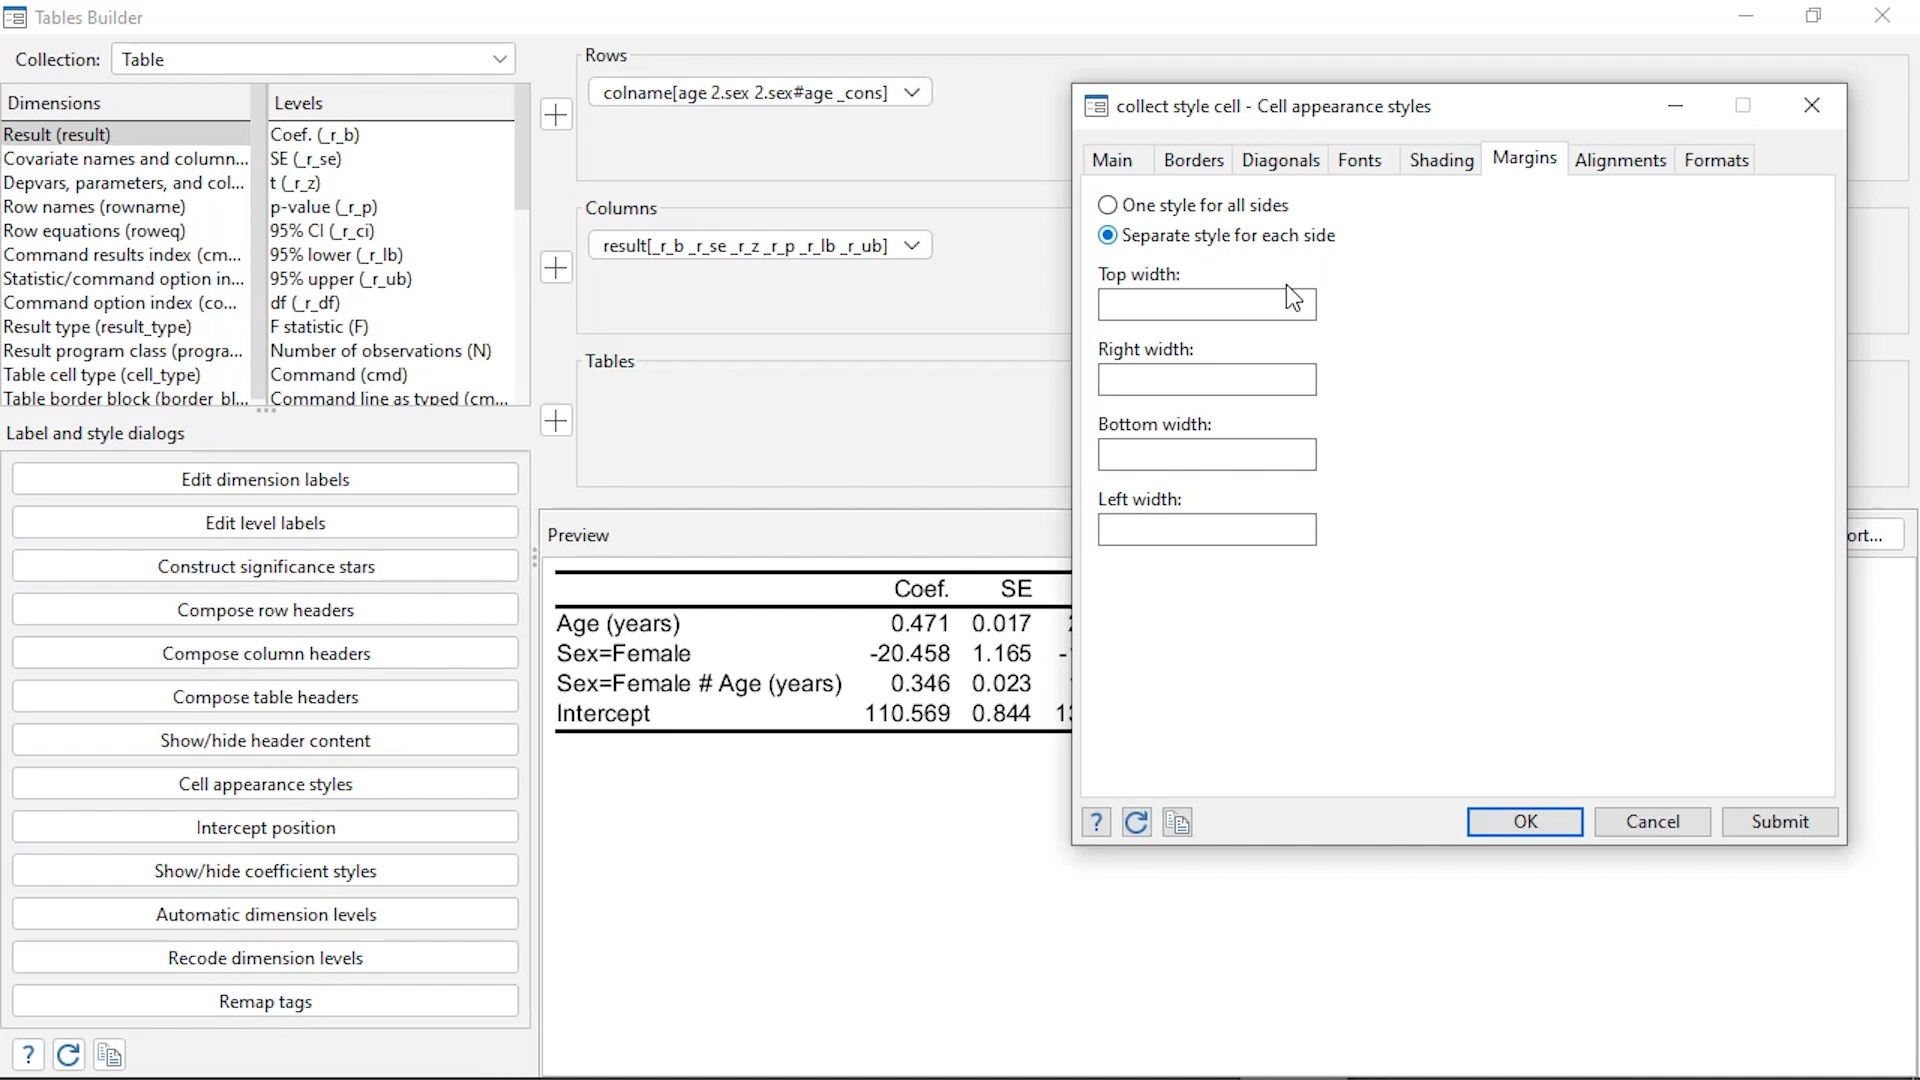 Tables Builder
Collection: Table
Dimensions
Levels
Result (result)
Covariate names and column...
Depvars, parameters, and col...
Row names (rowname)
Row equations (roweq)
Command results index (cm...
Statistic/command option in...
Command option index (co...
Result type (result_type)
Result program class (progra...
Table cell type (cell_type)
Table border block (border_bl...
Coef. (_r_b)
SE (_r_se)
t (_r_z)
p-value (_r_p)
95% CI (_r_ci)
95% lower (_r_lb)
95% upper (_r_ub)
df (_r_df)
F statistic (F)
Number of observations (N)
Command (cmd)
Command line as typed (cm...
Label and style dialogs
Edit dimension labels
Edit level labels
Construct significance stars
Compose row headers
Compose column headers
Compose table headers
Show/hide header content
Cell appearance styles
Intercept position
Show/hide coefficient styles
Automatic dimension levels
Recode dimension levels
Remap tags
Rows
colname[age 2.sex 2.sex#age _cons]
Columns
result[_r_b _r_se _r_z _r_p _r_lb _r_ub]
Tables
Preview
ort...
Coef. SE
Age (years) 0.471 0.017
Sex=Female -20.458 1.165 -
Sex=Female # Age (years) 0.346 0.023
Intercept 110.569 0.844
collect style cell - Cell appearance styles
Main Borders Diagonals Fonts Shading Margins Alignments Formats
One style for all sides
Separate style for each side
Top width:
Right width:
Bottom width:
Left width:
? OK Cancel Submit
?